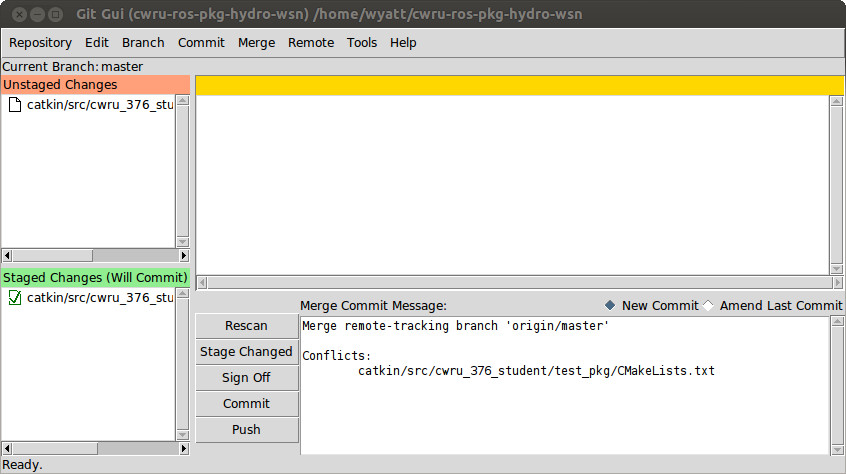 Git Gui (cwru-ros-pkg-hydro-wsn) /home/wyatt/cwru-ros-pkg-hydro-wsn
Repository Edit Branch Commit Merge Remote Tools Help
Current Branch: master
Unstaged Changes
catkin/src/cwru_376_stu
Staged Changes (Will Commit)
catkin/src/cwru_376_stu
Merge Commit Message:
New Commit
Amend Last Commit
Rescan
Stage Changed
Sign Off
Commit
Push
Merge remote-tracking branch 'origin/master'
Conflicts:
catkin/src/cwru_376_student/test_pkg/CMakeLists.txt
Ready.